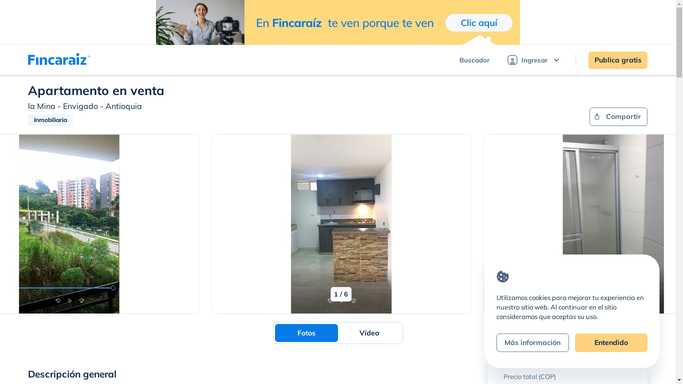 En Fincaraíz te ven porque te ven
Clic aquí
Fincaraiz
Buscador
Ingresar
Publica gratis
Apartamento en venta
la Mina - Envigado - Antioquia
Inmobiliaria
Compartir
1 / 6
Fotos
Vídeo
Utilizamos cookies para mejorar tu experiencia en
nuestro sitio web. Al continuar en el sitio
consideramos que aceptas su uso.
Más información
Entendido
Descripción general
Precio total (COP)